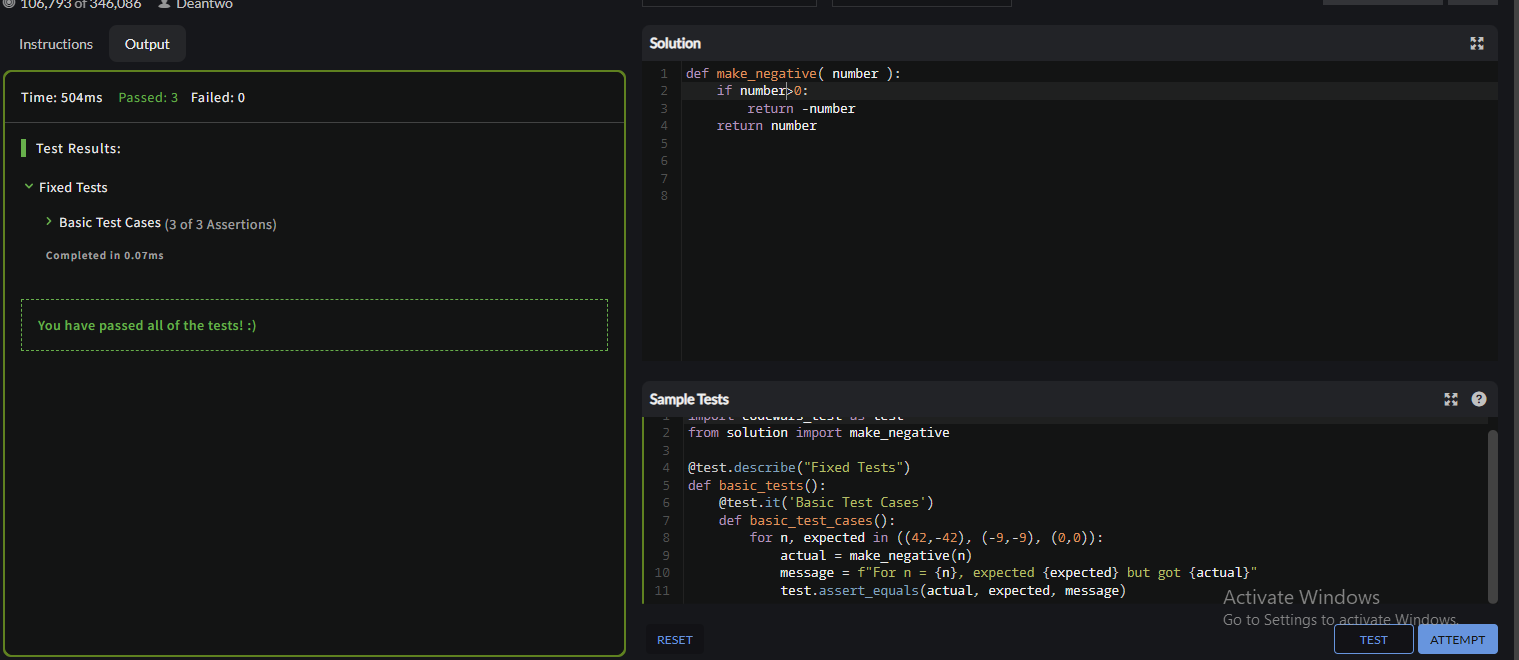 106,793 of 346,086 Deantwo
Instructions Output
Time: 504ms Passed: 3 Failed: 0
Test Results:
Fixed Tests
Basic Test Cases (3 of 3 Assertions)
Completed in 0.07ms
You have passed all of the tests! :)
Solution
1 def make_negative( number ):
2 if number>0:
3 return -number
4 return number
5
6
7
8
Sample Tests
1 import codewars_test as test
2 from solution import make_negative
3
4 @test.describe("Fixed Tests")
5 def basic_tests():
6 @test.it('Basic Test Cases')
7 def basic_test_cases():
8 for n, expected in ((42,-42), (-9,-9), (0,0)):
9 actual = make_negative(n)
10 message = f"For n = {n}, expected {expected} but got {actual}"
11 test.assert_equals(actual, expected, message)
Activate Windows
Go to Settings to activate Windows.
RESET TEST ATTEMPT